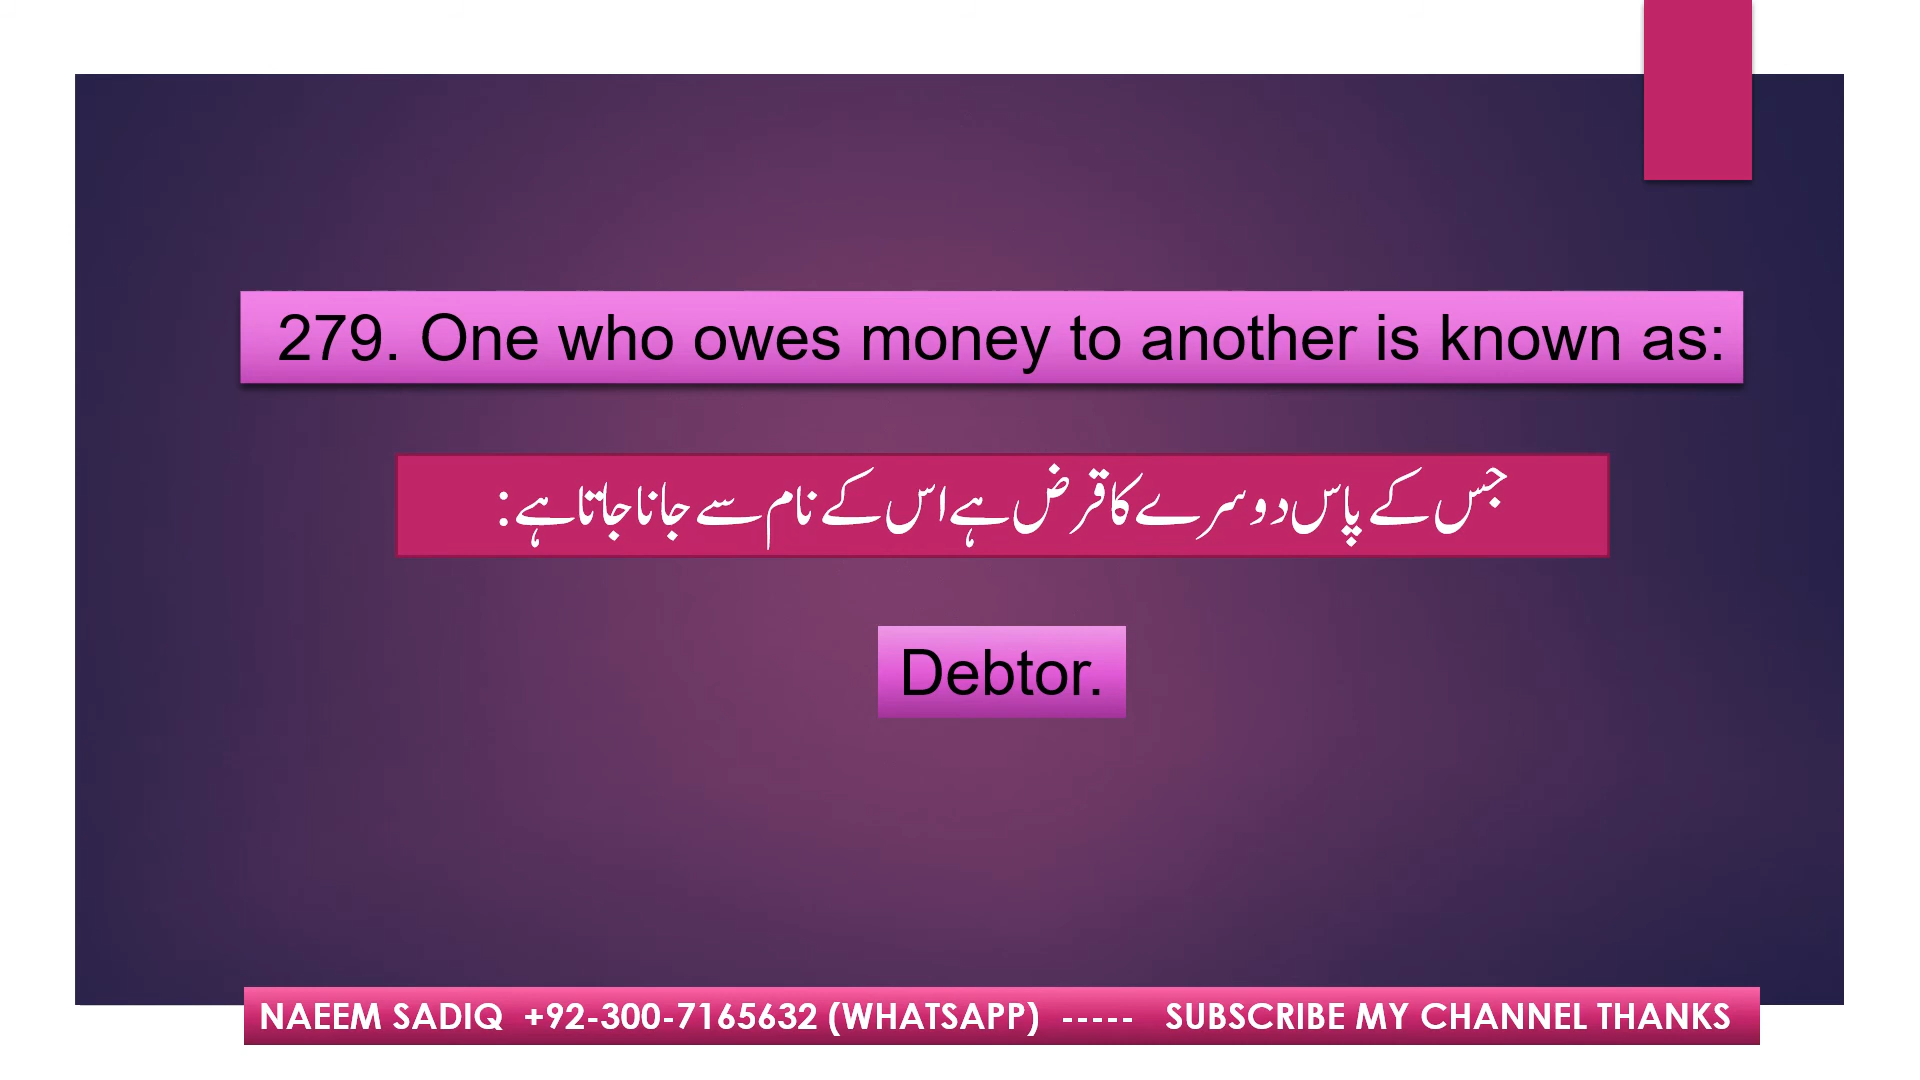 279. One who owes money to another is known as:
جس کے پاس دوسرے کا قرض ہے اس کے نام سے جانا جاتا ہے:
Debtor.
NAEEM SADIQ +92-300-7165632 (WHATSAPP) ----- SUBSCRIBE MY CHANNEL THANKS